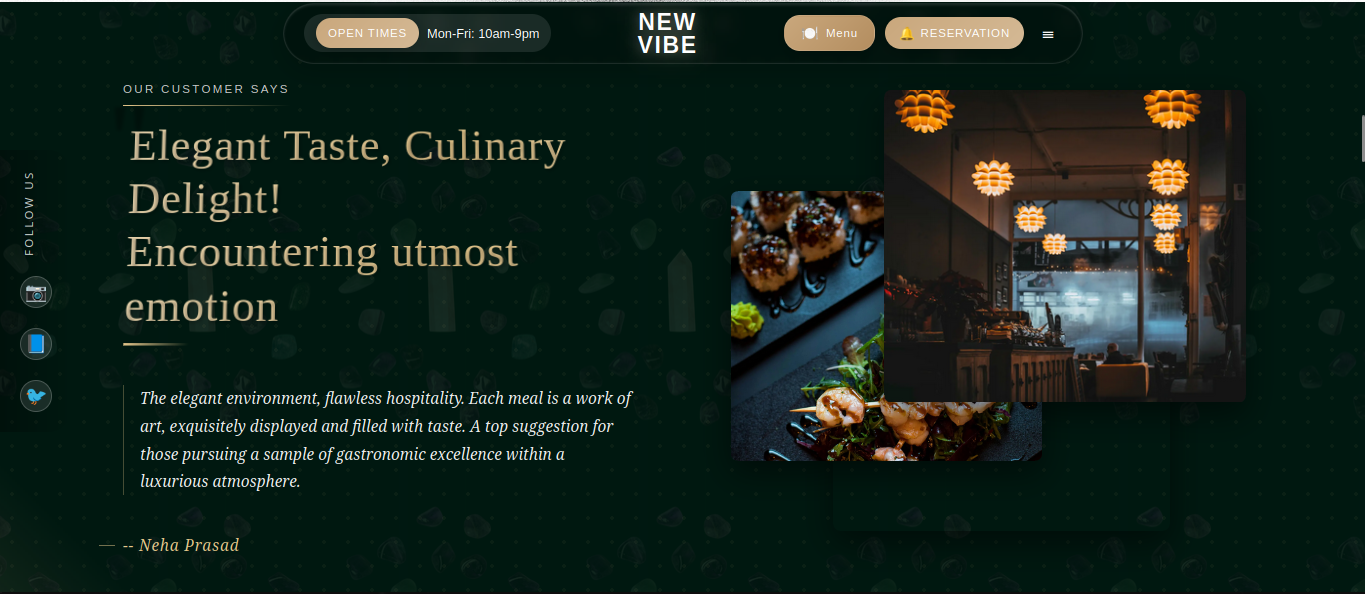 OPEN TIMES Mon-Fri: 10am-9pm
NEW
VIBE
Menu
RESERVATION
OUR CUSTOMER SAYS
Elegant Taste, Culinary
Delight!
Encountering utmost
emotion
FOLLOW US
The elegant environment, flawless hospitality. Each meal is a work of
art, exquisitely displayed and filled with taste. A top suggestion for
those pursuing a sample of gastronomic excellence within a
luxurious atmosphere.
— -- Neha Prasad